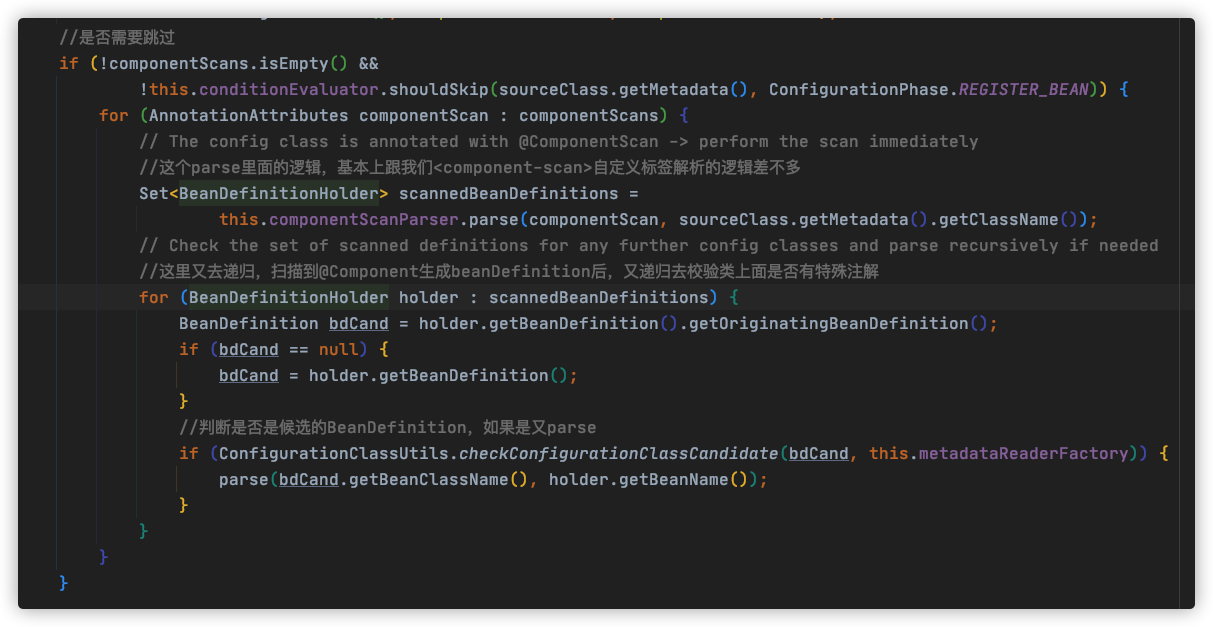 //是否需要跳过
if (!componentScans.isEmpty() &&
!this.conditionEvaluator.shouldSkip(sourceClass.getMetadata(), ConfigurationPhase.REGISTER_BEAN)) {
for (AnnotationAttributes componentScan : componentScans) {
// The config class is annotated with @ComponentScan -> perform the scan immediately
//这个parse里面的逻辑，基本上跟我们<component-scan>自定义标签解析的逻辑差不多
Set<BeanDefinitionHolder> scannedBeanDefinitions =
this.componentScanParser.parse(componentScan, sourceClass.getMetadata().getClassName());
// Check the set of scanned definitions for any further config classes and parse recursively if needed
//这里又去递归，扫描到@Component生成beanDefinition后，又递归去校验类上面是否有特殊注解
for (BeanDefinitionHolder holder : scannedBeanDefinitions) {
BeanDefinition bdCand = holder.getBeanDefinition().getOriginatingBeanDefinition();
if (bdCand == null) {
bdCand = holder.getBeanDefinition();
}
//判断是否是候选的BeanDefinition，如果是又parse
if (ConfigurationClassUtils.checkConfigurationClassCandidate(bdCand, this.metadataReaderFactory)) {
parse(bdCand.getBeanClassName(), holder.getBeanName());
}
}
}
}